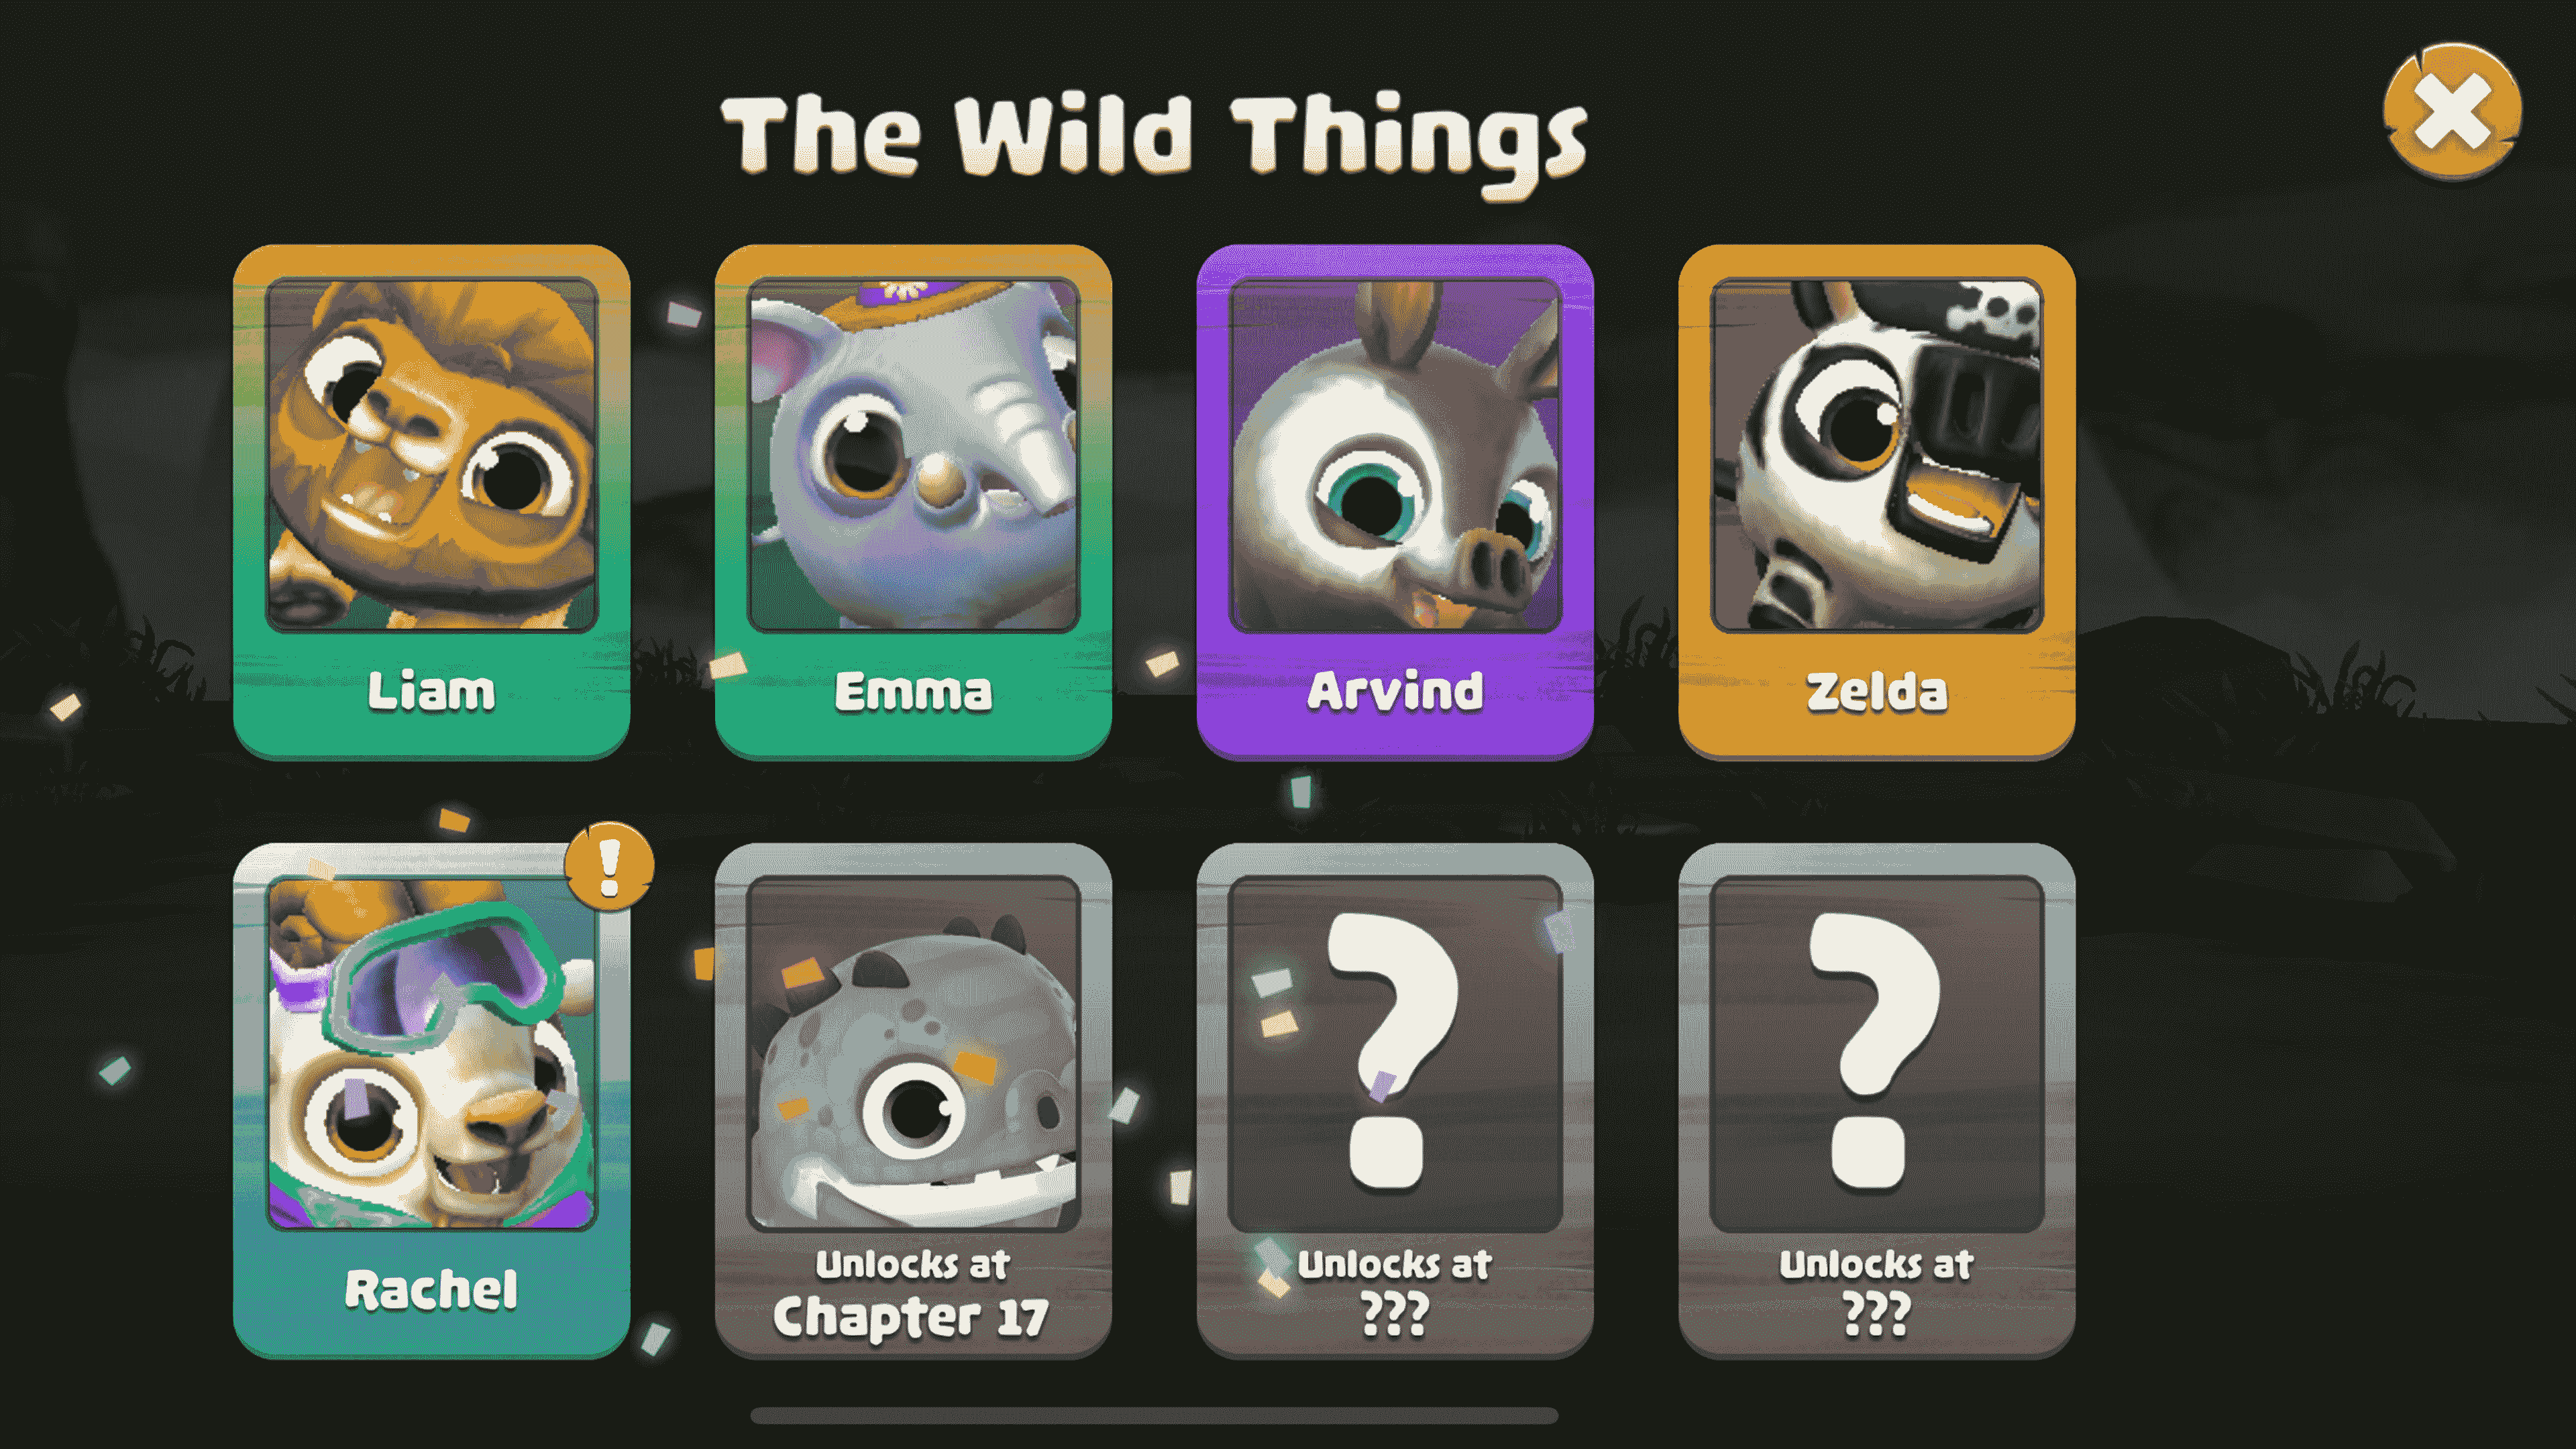 The Wild Things
Liam
Emma
Arvind
Zelda
!
Rachel
Unlocks at
Chapter 17
?
Unlocks at
???
?
Unlocks at
???